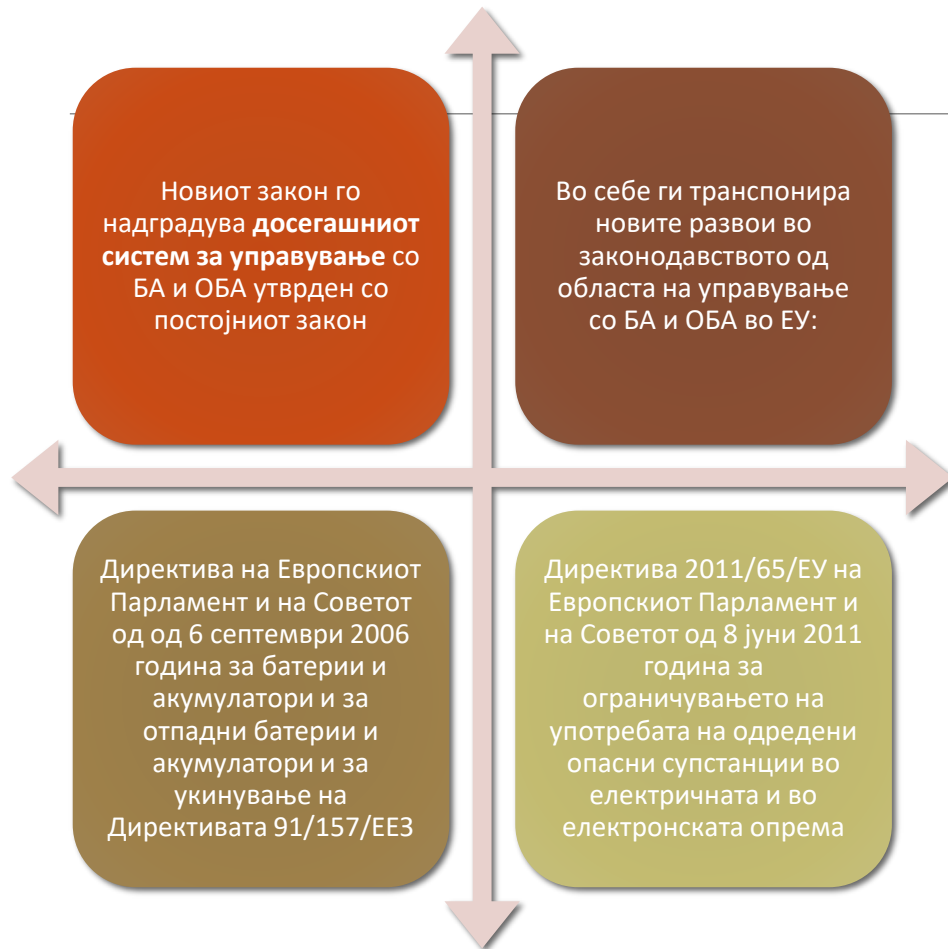 Новиот закон го
надградува досегашниот
систем за управување со
БА и ОБА утврден со
постојниот закон
Во себе ги транспонира
новите развои во
законодавството од
областа на управување
со БА и ОБА во ЕУ:
Директива на Европскиот
Парламент и на Советот
од од 6 септември 2006
година за батерии и
акумулатори и за
отпадни батерии и
акумулатори и за
укинување на
Директивата 91/157/ЕЕЗ
Директива 2011/65/ЕУ на
Европскиот Парламент и
на Советот од 8 јуни 2011
година за
ограничувањето на
употребата на одредени
опасни супстанции во
електричната и во
електронската опрема